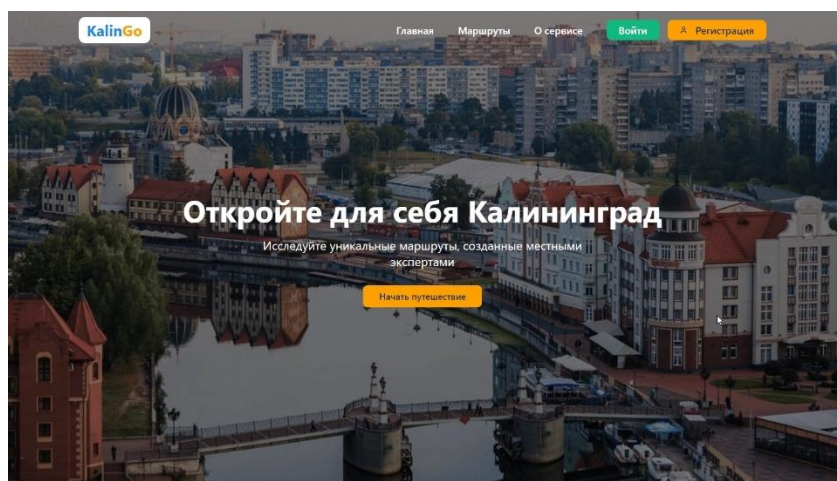 KalinGo
Главная Маршруты О сервисе Войти Регистрация
Откройте для себя Калининград
Исследуйте уникальные маршруты, созданные местными
экспертами
Начать путешествие